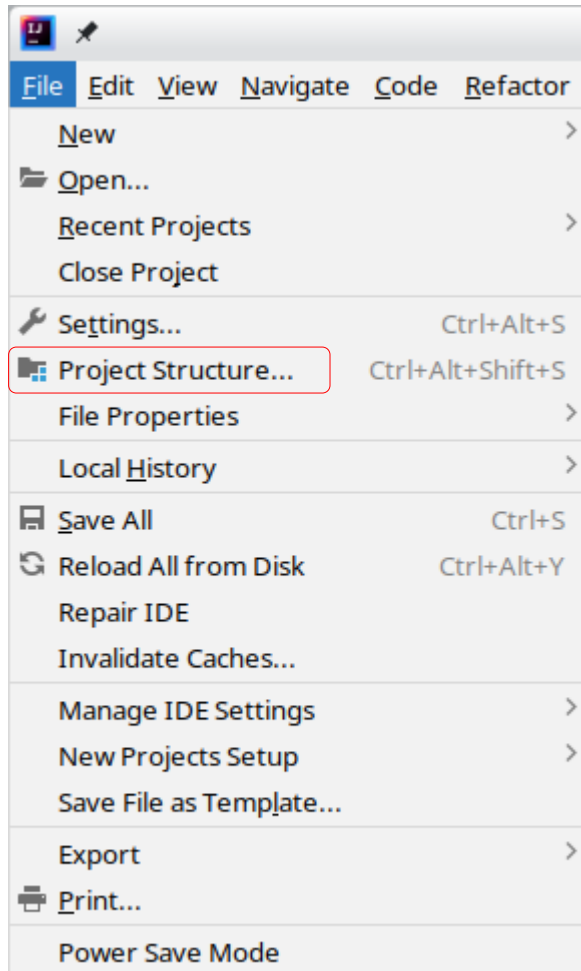 IJ
File Edit View Navigate Code Refactor
New
Open...
Recent Projects
Close Project
Settings... Ctrl+Alt+S
Project Structure... Ctrl+Alt+Shift+S
File Properties
Local History
Save All Ctrl+S
Reload All from Disk Ctrl+Alt+Y
Repair IDE
Invalidate Caches...
Manage IDE Settings
New Projects Setup
Save File as Template...
Export
Print...
Power Save Mode